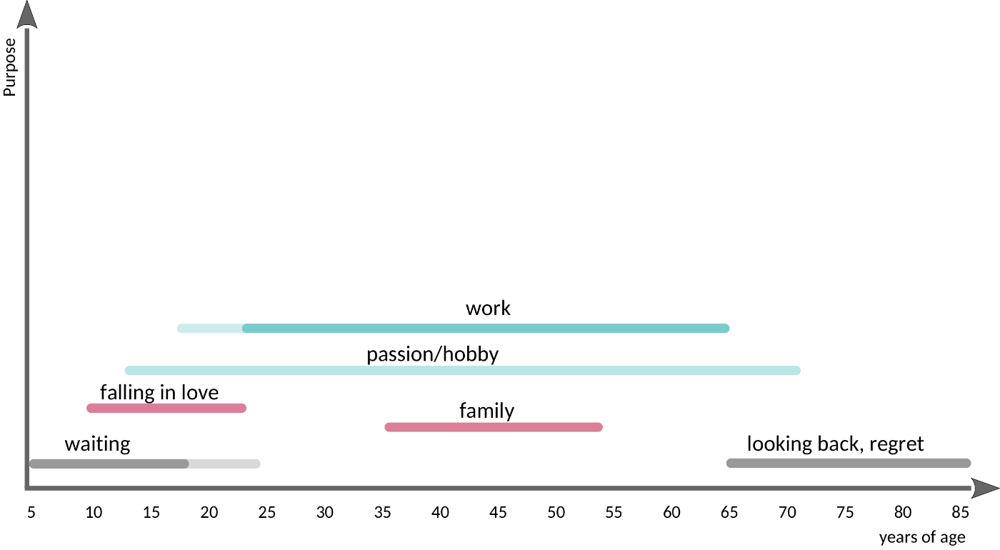 Purpose
work
passion/hobby
falling in love
family
waiting
looking back, regret
5 10 15 20 25 30 35 40 45 50 55 60 65 70 75 80 85
years of age